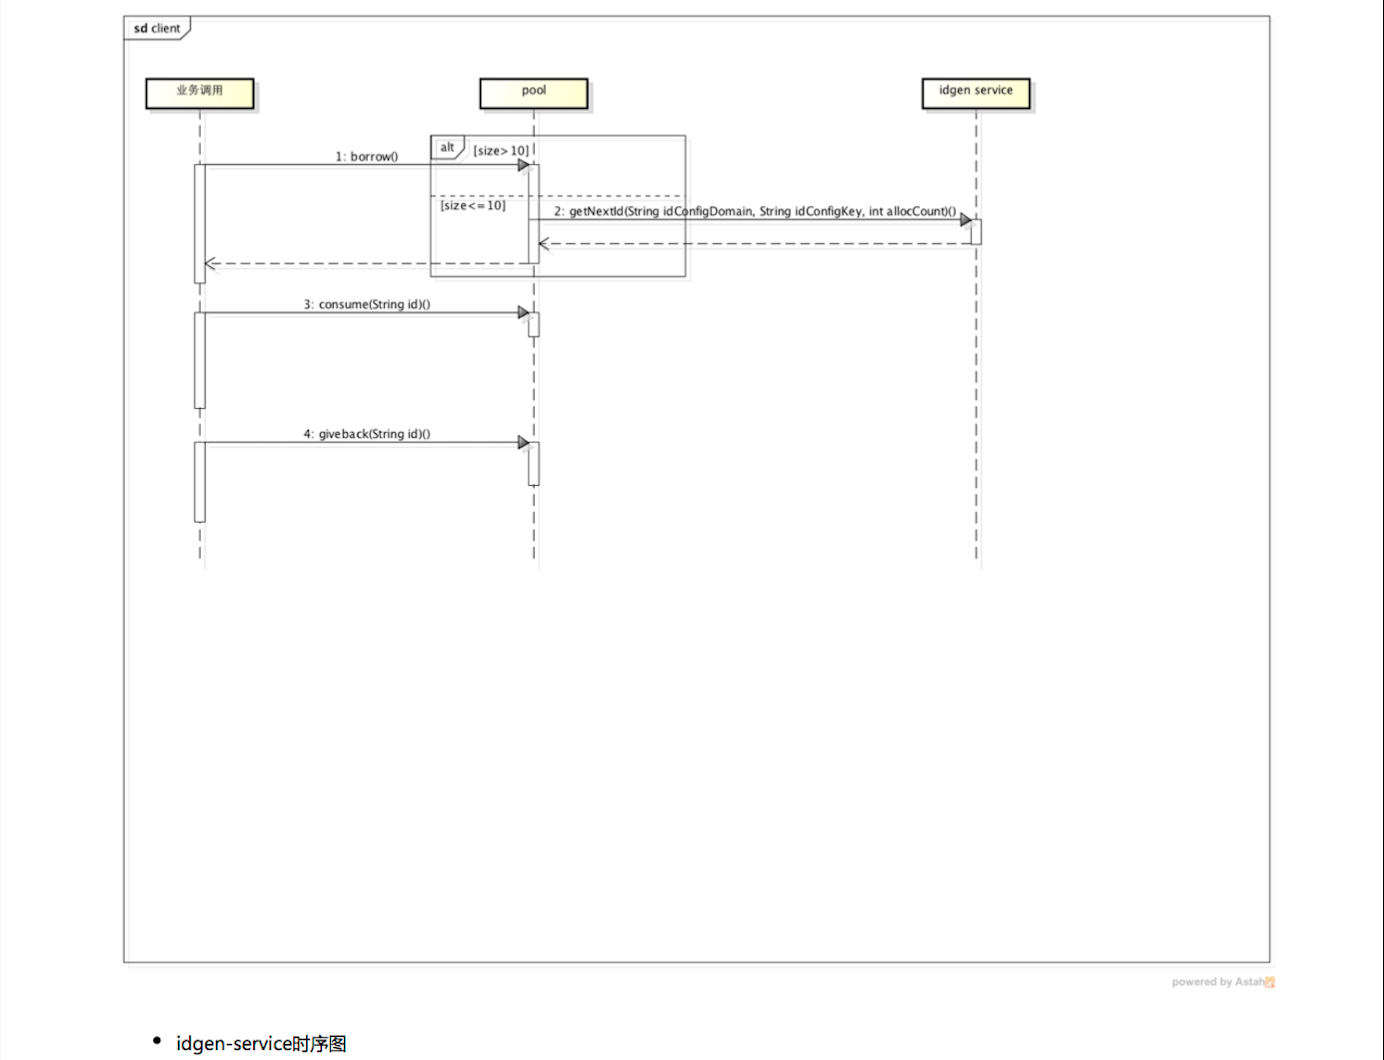 sd client
业务调用
pool
idgen service
alt
[size>10]
1: borrow()
[size<=10]
2: getNextId(String idConfigDomain, String idConfigKey, int allocCount)()
3: consume(String id)()
4: giveback(String id)()
powered by Astah
• idgen-service时序图